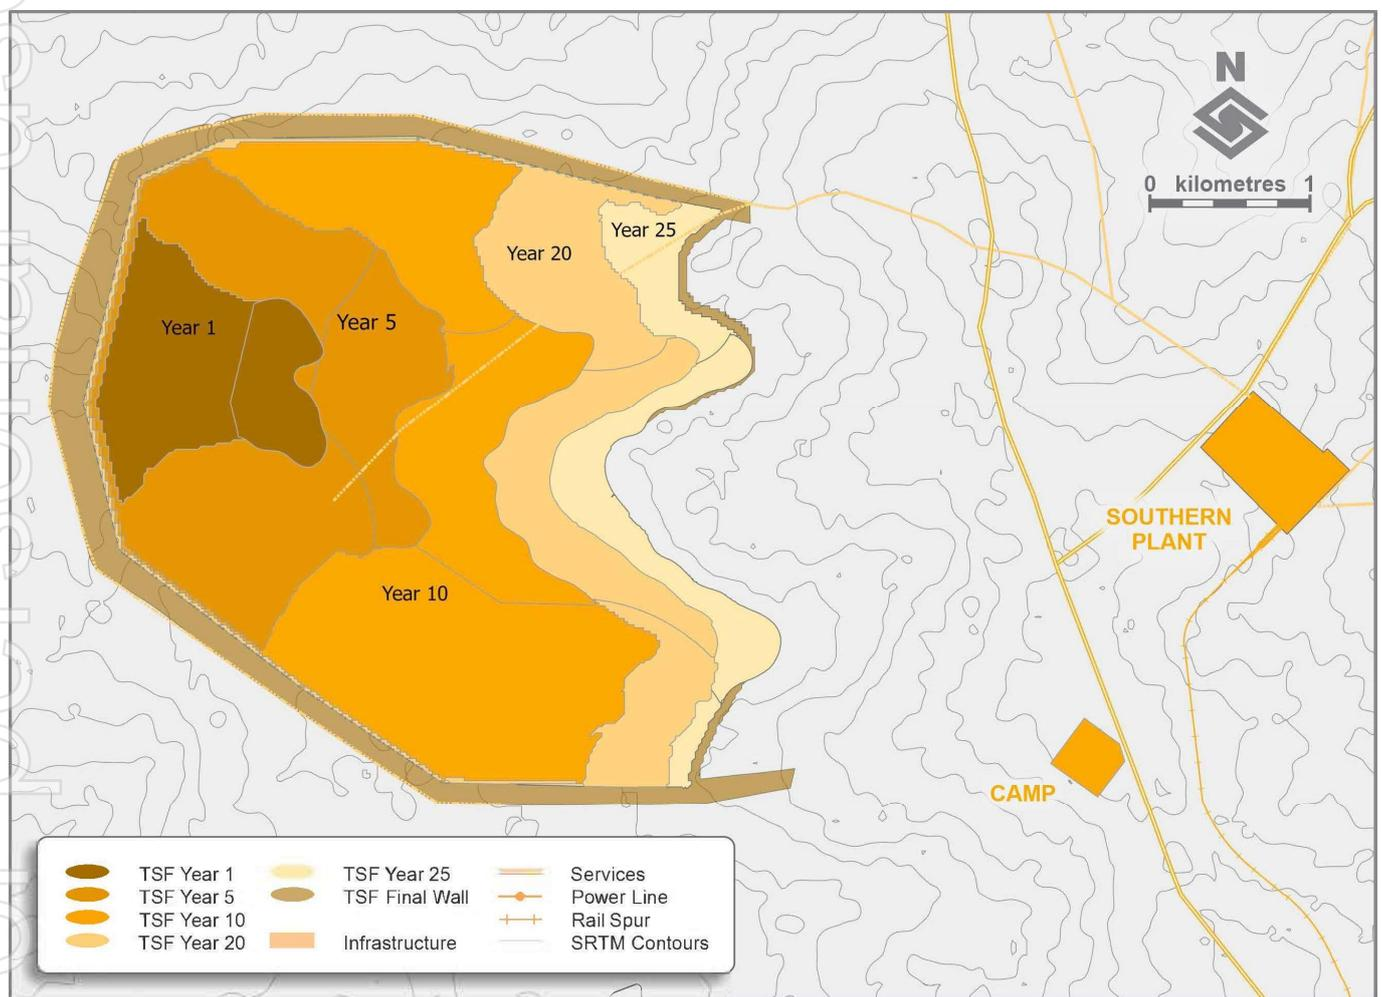 N
0 kilometres 1
Year 25
Year 20
Year 1
Year 5
SOUTHERN
PLANT
Year 10
CAMP
TSF Year 1
TSF Year 5
TSF Year 10
TSF Year 20
TSF Year 25
TSF Final Wall
Infrastructure
Services
Power Line
Rail Spur
SRTM Contours